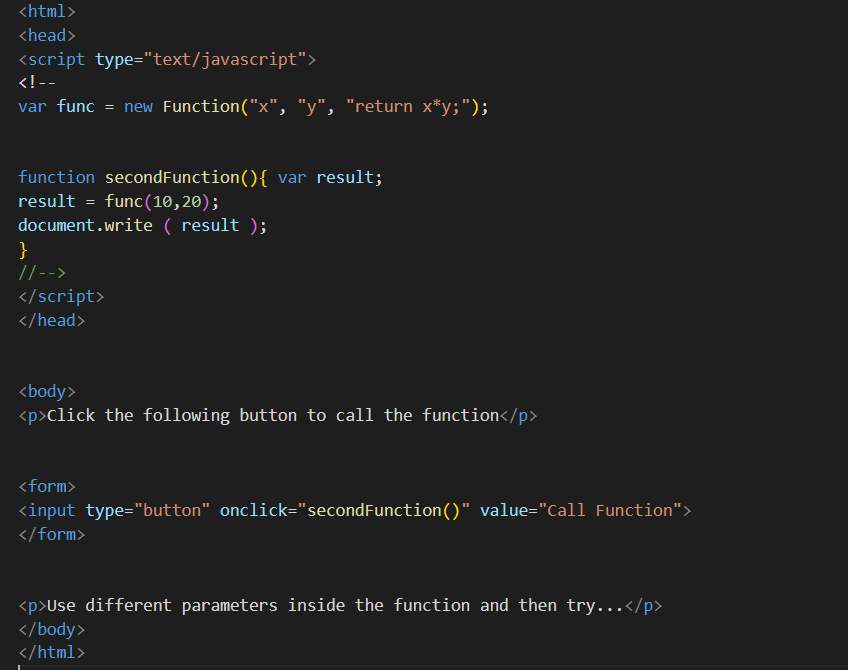 <html>
<head>
<script type="text/javascript">
<!--
var func = new Function("x", "y", "return x*y;");
function secondFunction(){ var result;
result = func(10,20);
document.write ( result );
}
//-->
</script>
</head>
<body>
<p>Click the following button to call the function</p>
<form>
<input type="button" onclick="secondFunction()" value="Call Function">
</form>
<p>Use different parameters inside the function and then try...</p>
</body>
</html>